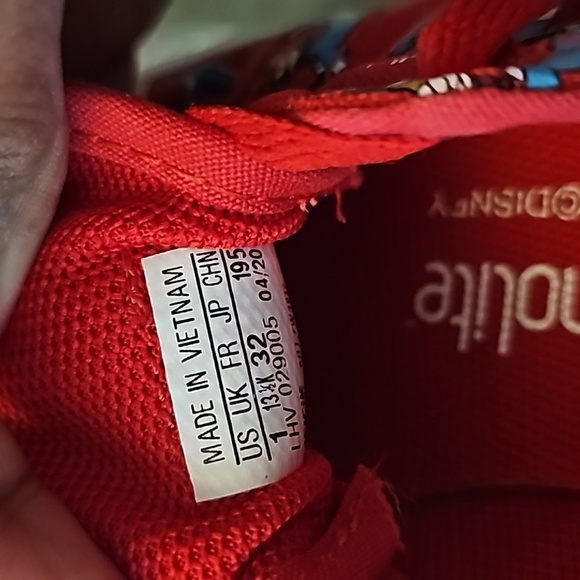 MADE IN VIETNAM
US UK FR JP CHN
1 13½K 32 195
LHV 029005 04/20
©DISNEY
nolite